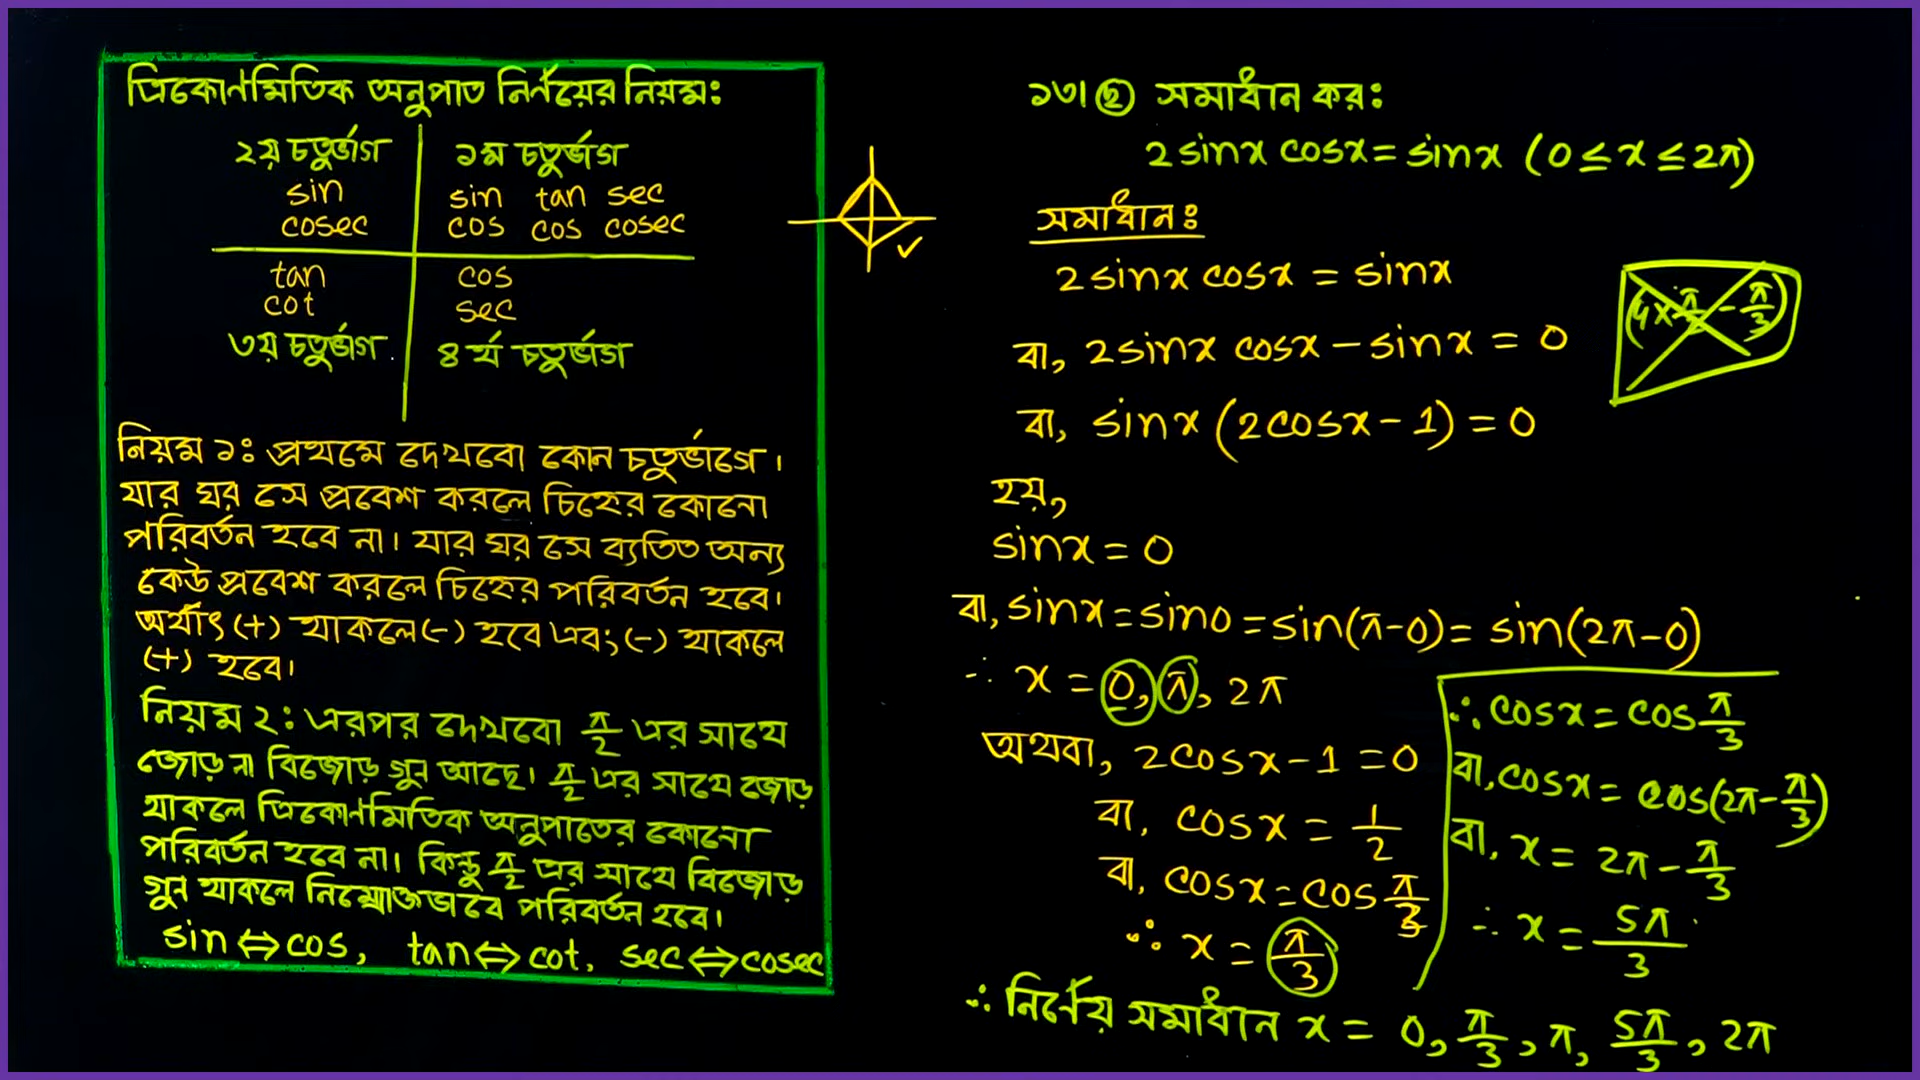 ত্রিকোণমিতিক অনুপাত নির্ণয়ের নিয়মঃ
২য় চতুর্ভাগ
sin
cosec
১ম চতুর্ভাগ
sin tan sec
cos cos cosec
tan
cot
৩য় চতুর্ভাগ
cos
sec
৪র্থ চতুর্ভাগ
নিয়ম ১ঃ প্রথমে দেখবো কোন চতুর্ভাগে।
যার ঘর সে প্রবেশ করলে চিহ্নের কোনো
পরিবর্তন হবে না। যার ঘর সে ব্যতিত অন্য
কেউ প্রবেশ করলে চিহ্নের পরিবর্তন হবে।
অর্থাৎ (+) থাকলে (-) হবে এবং (-) থাকলে
(+) হবে।
নিয়ম ২ঃ এরপর দেখবো π/2 এর সাথে
জোড় না বিজোড় গুন আছে। π/2 এর সাথে জোড়
থাকলে ত্রিকোণমিতিক অনুপাতের কোনো
পরিবর্তন হবে না। কিন্তু π/2 এর সাথে বিজোড়
গুন থাকলে নিম্মোক্তভাবে পরিবর্তন হবে।
sin⇔cos, tan⇔cot, sec⇔cosec
১৩। ছ সমাধান করঃ
2sinx cosx = sinx (0 ≤ x ≤ 2π)
সমাধানঃ
2sinx cosx = sinx
বা, 2sinx cosx - sinx = 0
(4×π/2 - π/3)
বা, sinx (2cosx - 1) = 0
হয়,
sinx = 0
বা, sinx = sin0 = sin(π-0) = sin(2π-0)
∴ x = 0, π, 2π
অথবা, 2cosx - 1 = 0
বা, cosx = 1/2
বা, cosx = cos π/3
∴ x = π/3
∴ cosx = cos π/3
বা, cosx = cos(2π - π/3)
বা, x = 2π - π/3
∴ x = 5π/3
∴ নির্ণেয় সমাধান x = 0, π/3, π, 5π/3, 2π